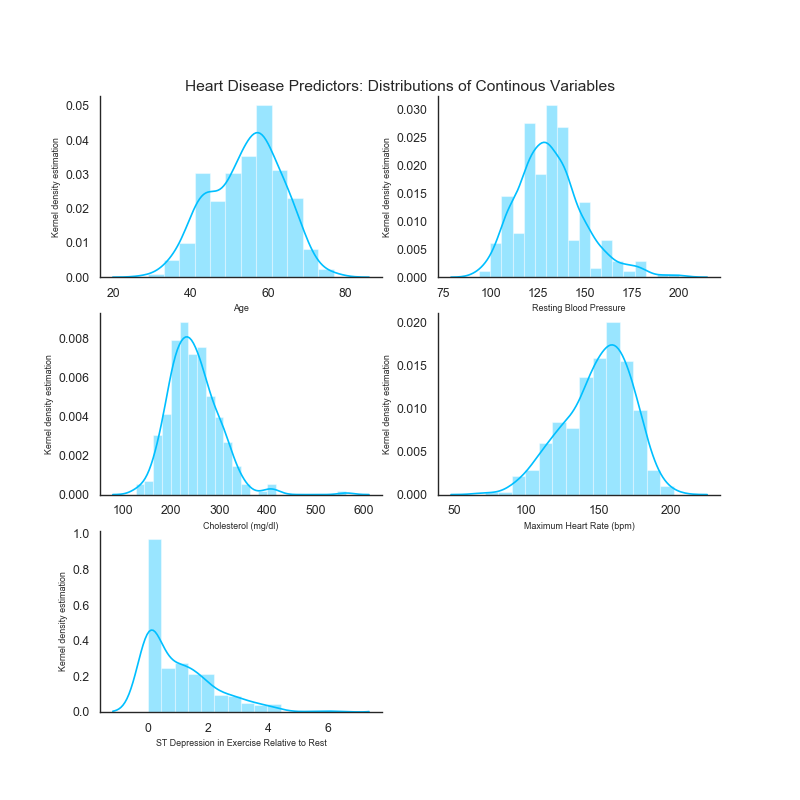 Heart Disease Predictors: Distributions of Continous Variables
Kernel density estimation
0.05
0.04
0.03
0.02
0.01
0.00
20 40 60 80
Age
Kernel density estimation
0.030
0.025
0.020
0.015
0.010
0.005
0.000
75 100 125 150 175 200
Resting Blood Pressure
Kernel density estimation
0.008
0.006
0.004
0.002
0.000
100 200 300 400 500 600
Cholesterol (mg/dl)
Kernel density estimation
0.020
0.015
0.010
0.005
0.000
50 100 150 200
Maximum Heart Rate (bpm)
Kernel density estimation
1.0
0.8
0.6
0.4
0.2
0.0
0 2 4 6
ST Depression in Exercise Relative to Rest